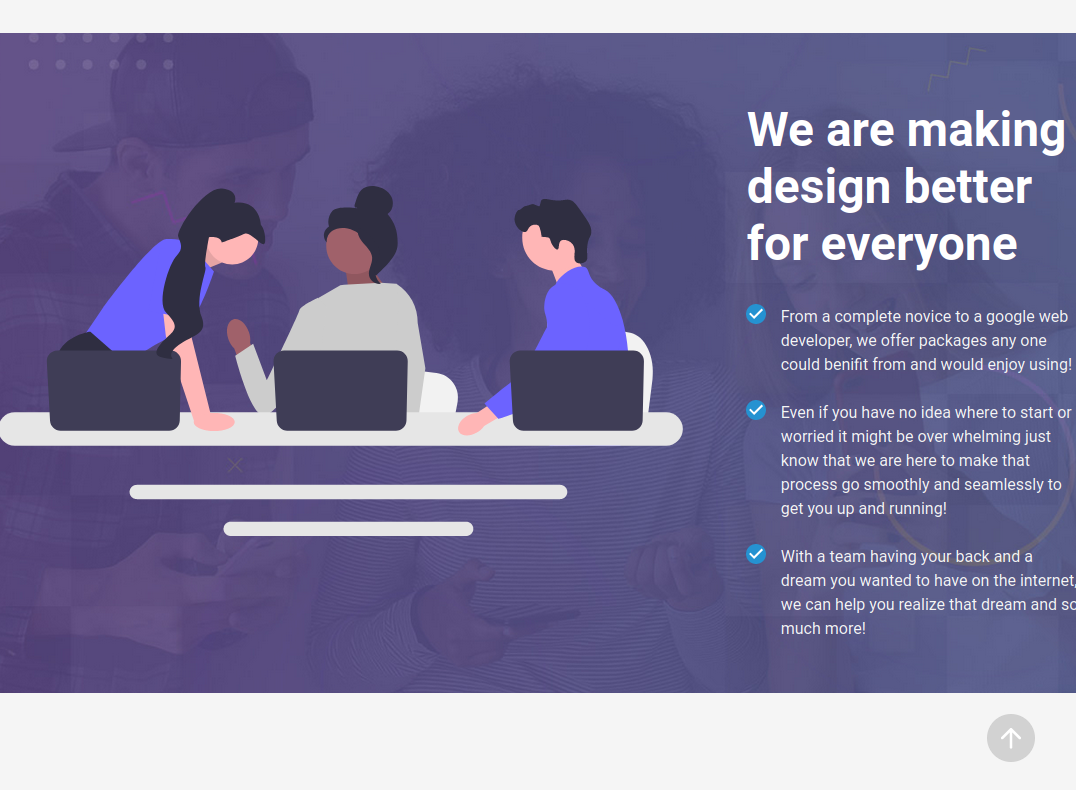 We are making
design better
for everyone
From a complete novice to a google web
developer, we offer packages any one
could benifit from and would enjoy using!
Even if you have no idea where to start or
worried it might be over whelming just
know that we are here to make that
process go smoothly and seamlessly to
get you up and running!
With a team having your back and a
dream you wanted to have on the internet,
we can help you realize that dream and so
much more!